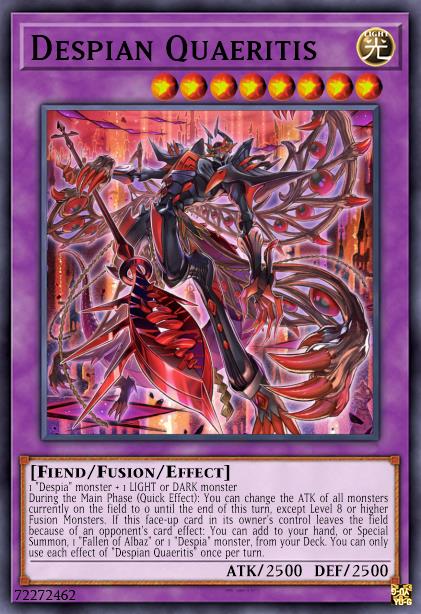 DESPIAN QUAERITIS
LIGHT
光
[FIEND/FUSION/EFFECT]
1 "Despia" monster + 1 LIGHT or DARK monster
During the Main Phase (Quick Effect): You can change the ATK of all monsters
currently on the field to 0 until the end of this turn, except Level 8 or higher
Fusion Monsters. If this face-up card in its owner's control leaves the field
because of an opponent's card effect: You can add to your hand, or Special
Summon, 1 "Fallen of Albaz" or 1 "Despia" monster, from your Deck. You can only
use each effect of "Despian Quaeritis" once per turn.
ATK/2500 DEF/2500
72272462